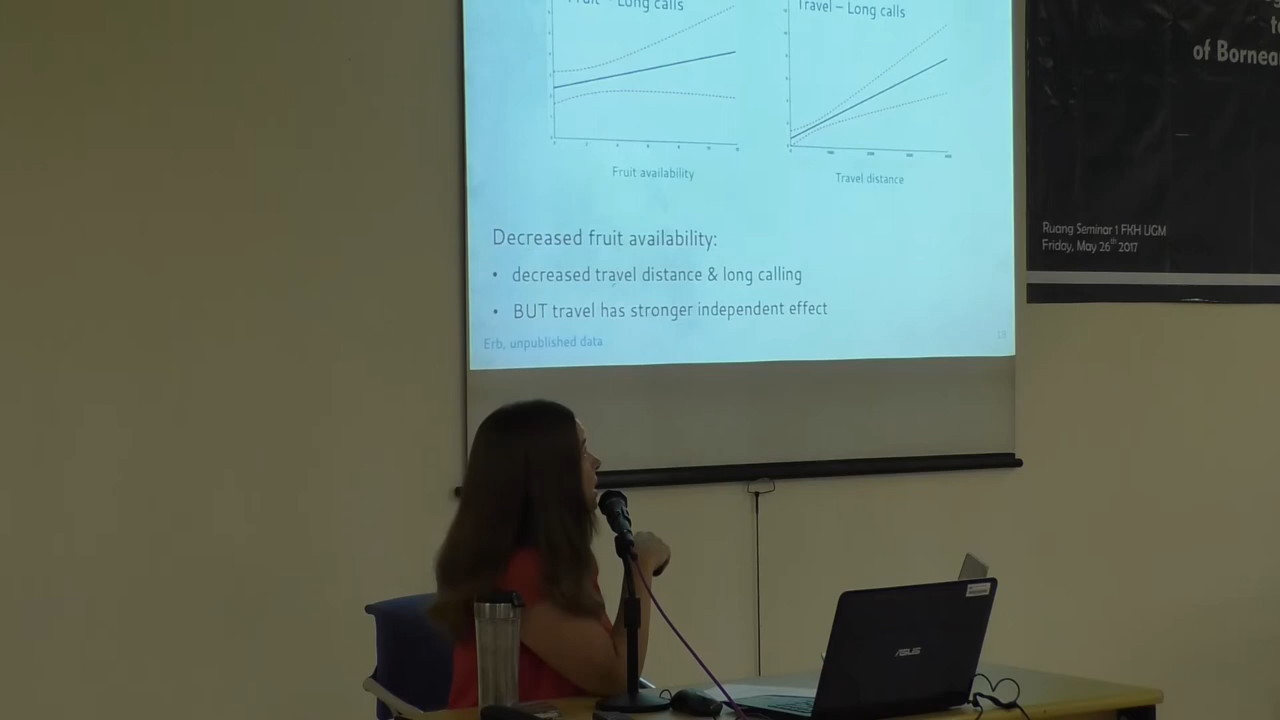 Fruit – Long calls
Travel – Long calls
Fruit availability
Travel distance
Decreased fruit availability:
• decreased travel distance & long calling
• BUT travel has stronger independent effect
Erb, unpublished data
18
of Bornea
Ruang Seminar 1 FKH UGM
Friday, May 26th 2017
ASUS